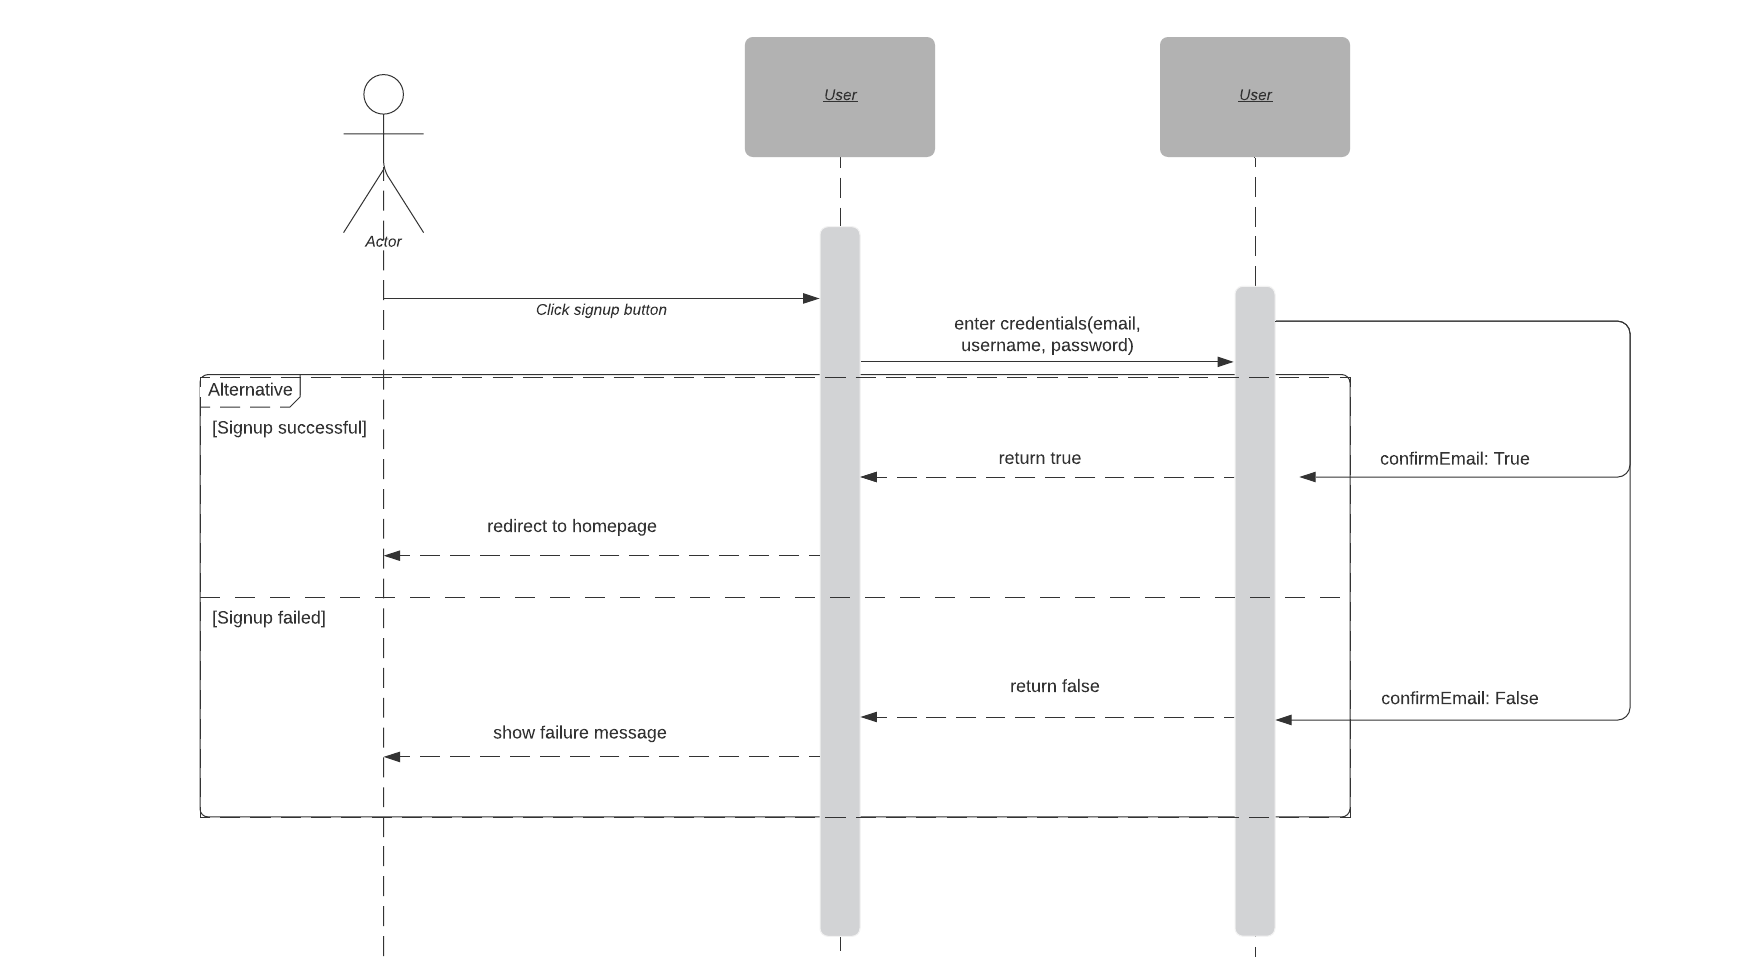 User
User
Actor
Click signup button
enter credentials(email,
username, password)
Alternative
[Signup successful]
return true
confirmEmail: True
redirect to homepage
[Signup failed]
return false
confirmEmail: False
show failure message